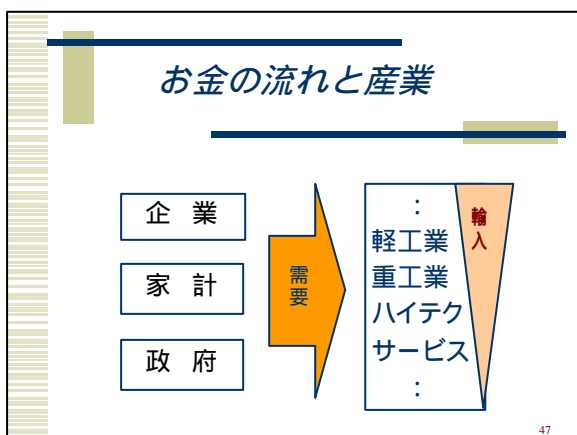 お金の流れと産業
企 業
家 計
政 府
需要
:
軽工業
重工業
ハイテク
サービス
:
輸入
47